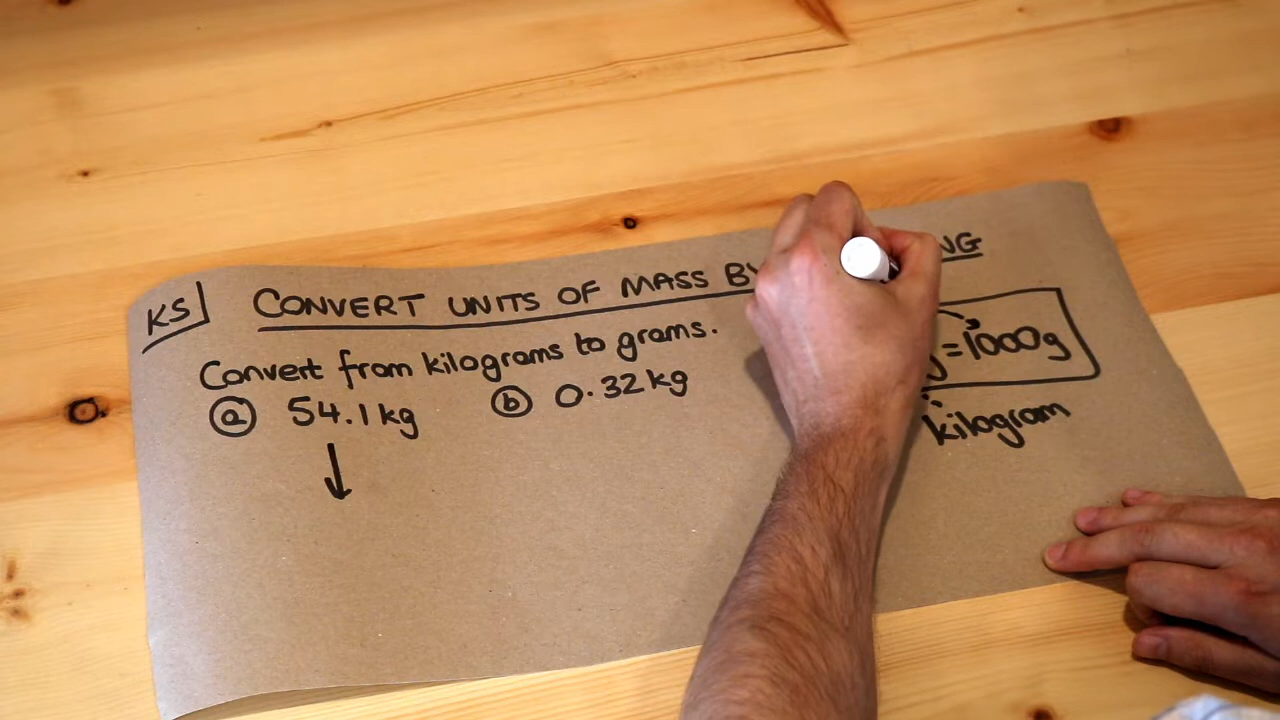 KS
CONVERT UNITS OF MASS BY
Convert from kilograms to grams.
ⓐ 54.1kg ⓑ 0.32kg
=1000g
kilogram